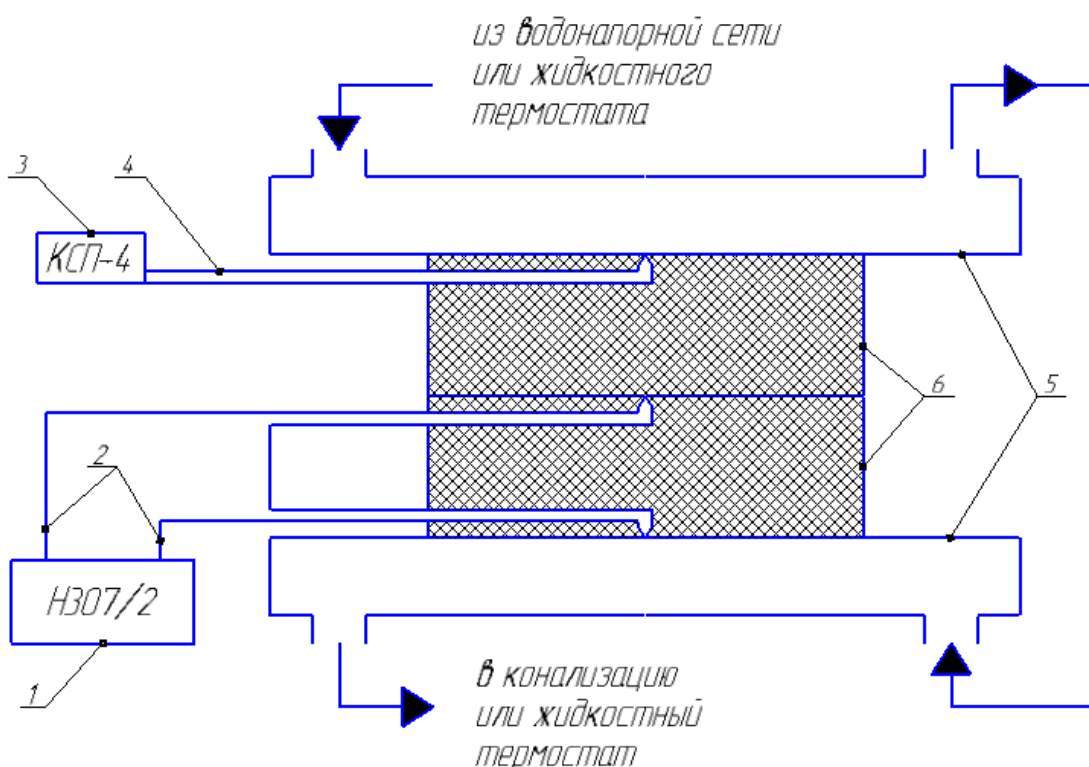 из водонапорной сети
или жидкостного
термостата
3
4
КСП-4
6
5
2
Н307/2
1
в конализацию
или жидкостный
термостат